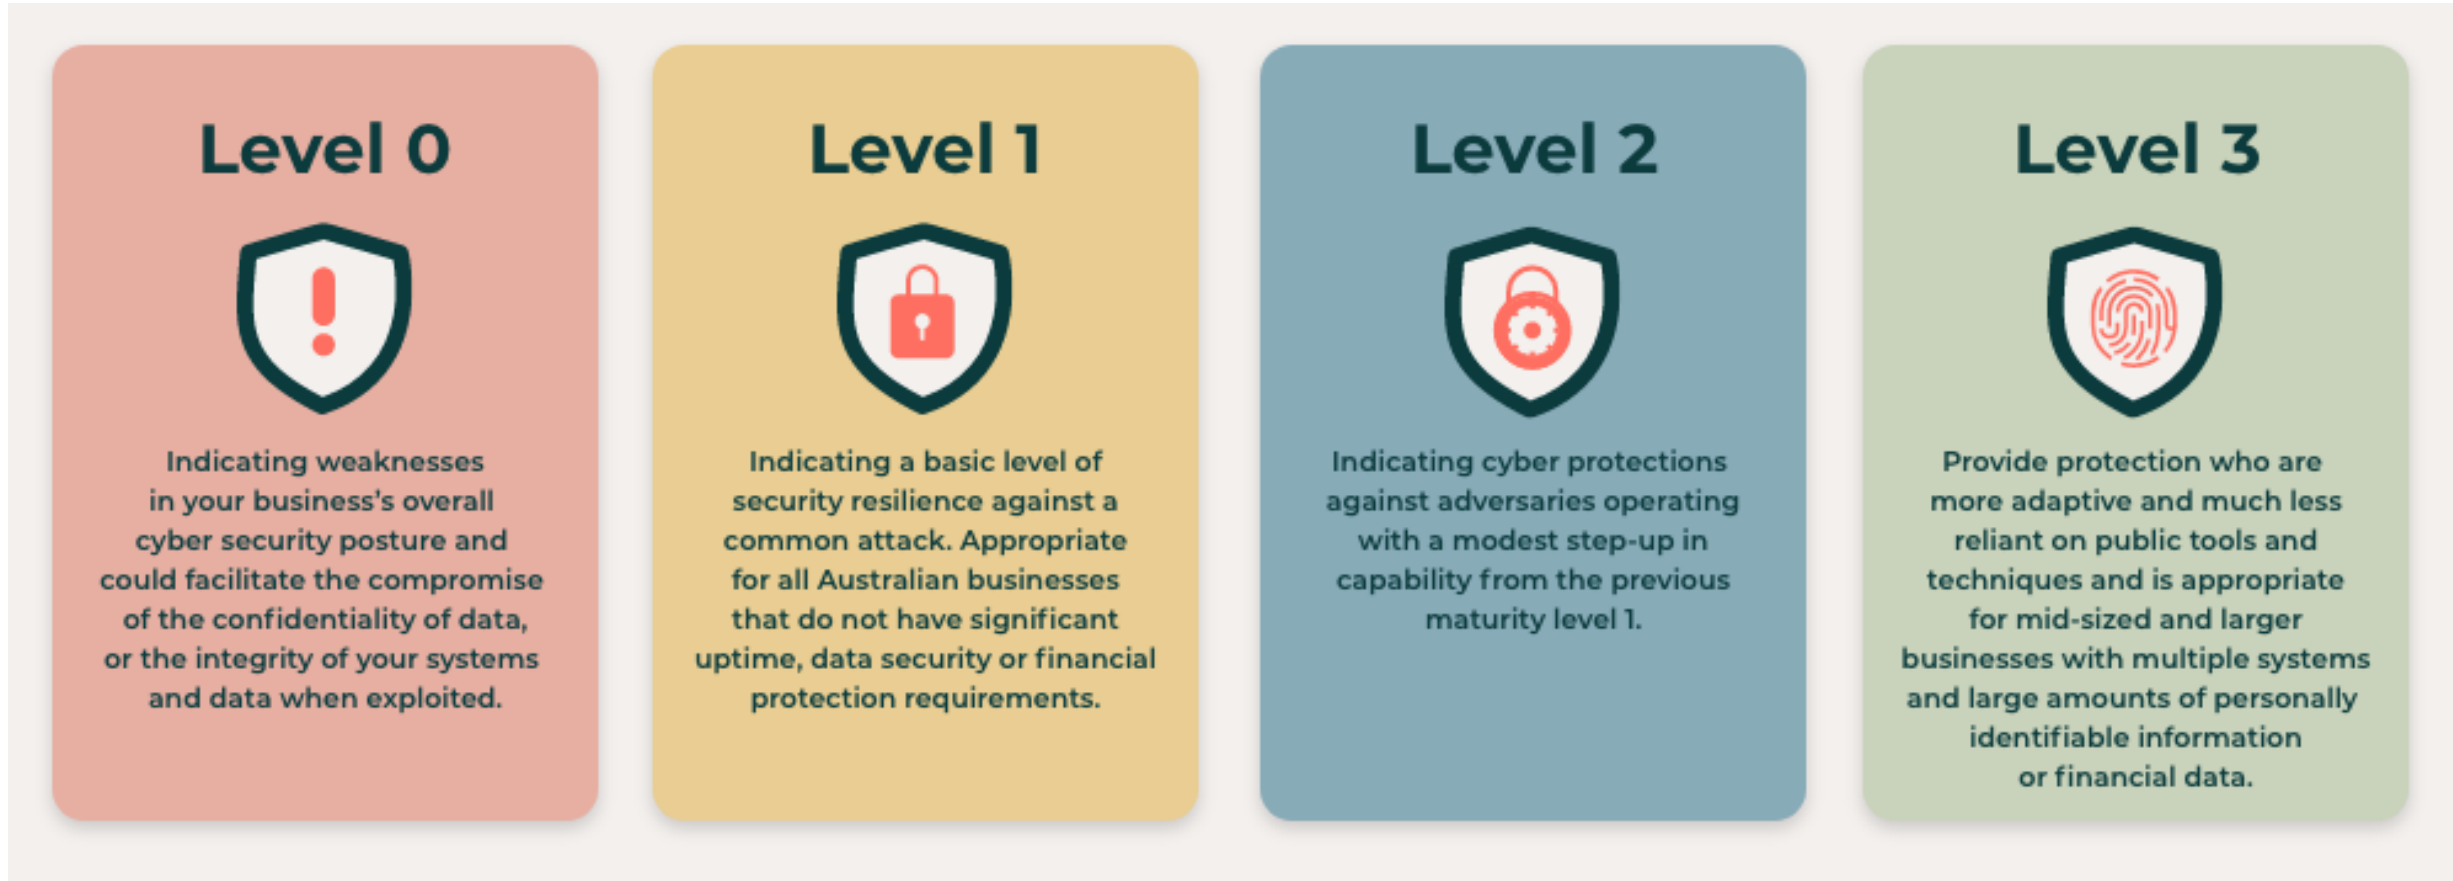 Level 0
Indicating weaknesses
in your business's overall
cyber security posture and
could facilitate the compromise
of the confidentiality of data,
or the integrity of your systems
and data when exploited.
Level 1
Indicating a basic level of
security resilience against a
common attack. Appropriate
for all Australian businesses
that do not have significant
uptime, data security or financial
protection requirements.
Level 2
Indicating cyber protections
against adversaries operating
with a modest step-up in
capability from the previous
maturity level 1.
Level 3
Provide protection who are
more adaptive and much less
reliant on public tools and
techniques and is appropriate
for mid-sized and larger
businesses with multiple systems
and large amounts of personally
identifiable information
or financial data.